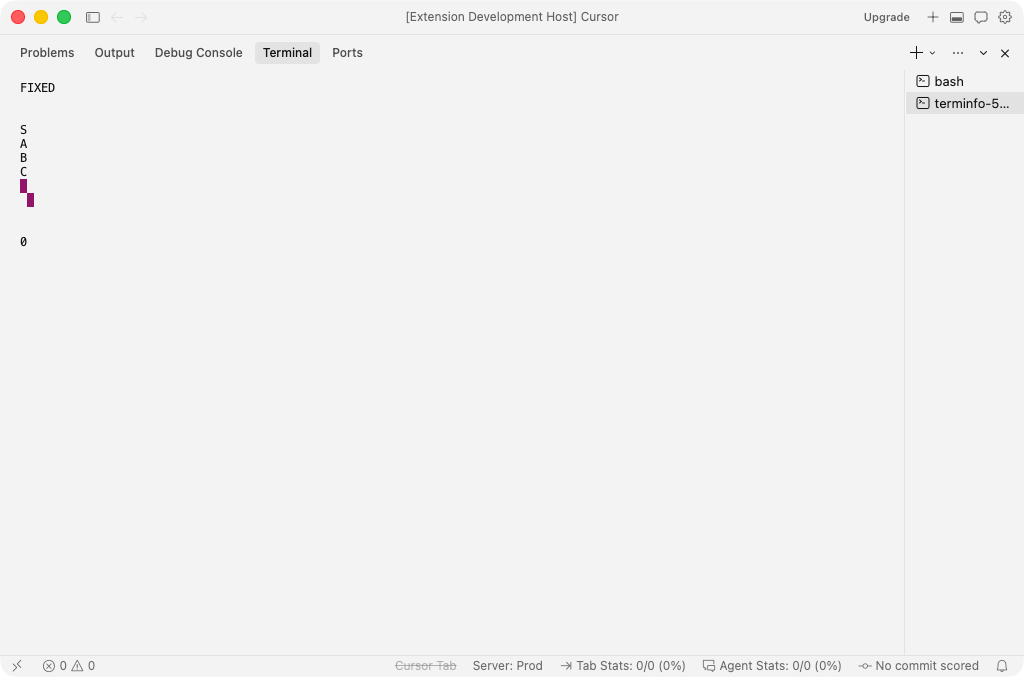 [Extension Development Host] Cursor
Upgrade
Problems Output Debug Console Terminal Ports
FIXED
S
A
B
C
0
bash
terminfo-5...
0 0 Cursor Tab Server: Prod Tab Stats: 0/0 (0%) Agent Stats: 0/0 (0%) No commit scored